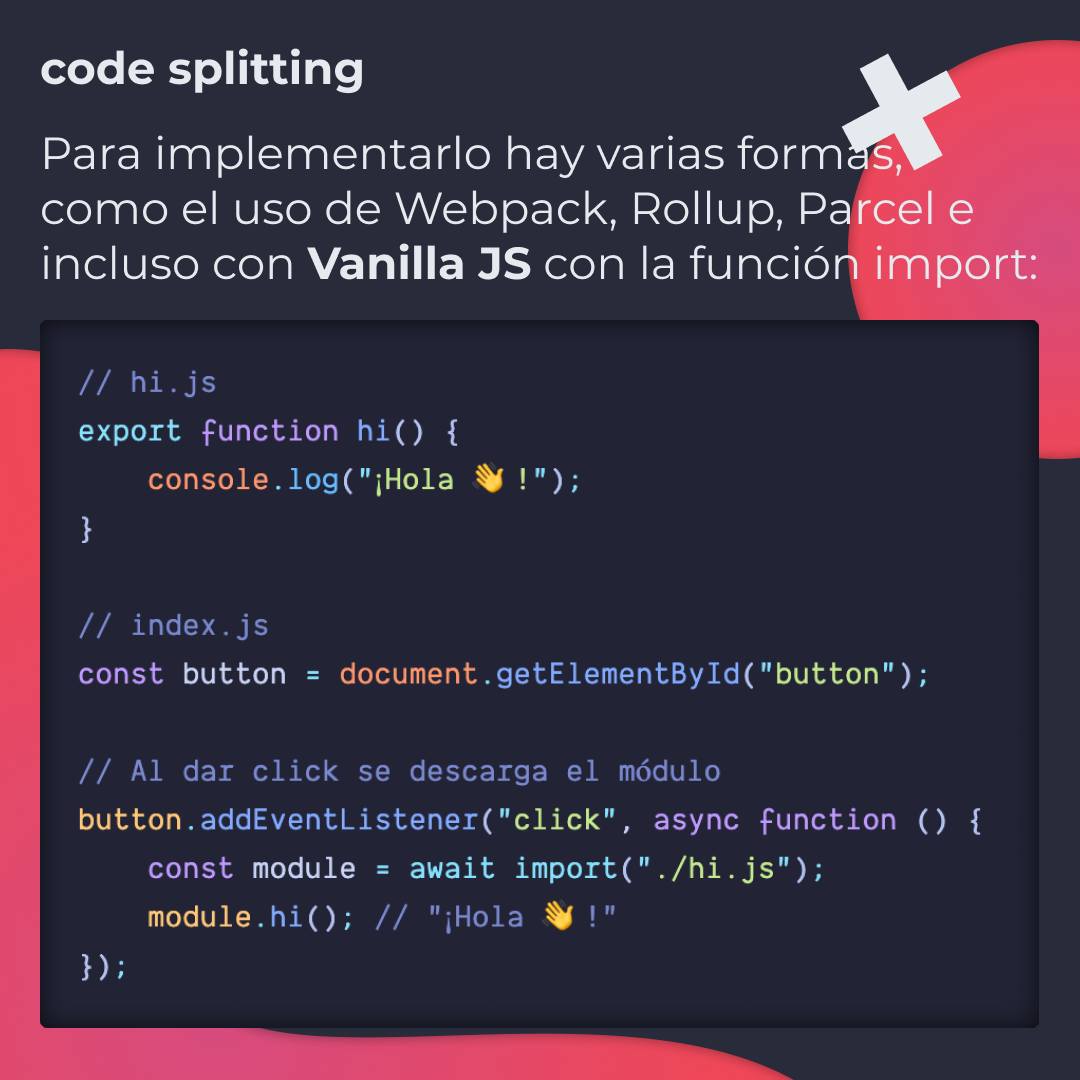 code splitting
Para implementarlo hay varias formas,
como el uso de Webpack, Rollup, Parcel e
incluso con Vanilla JS con la función import:
// hi.js
export function hi() {
    console.log("¡Hola 👋 !");
}
// index.js
const button = document.getElementById("button");
// Al dar click se descarga el módulo
button.addEventListener("click", async function () {
    const module = await import("./hi.js");
    module.hi(); // "¡Hola 👋 !"
});